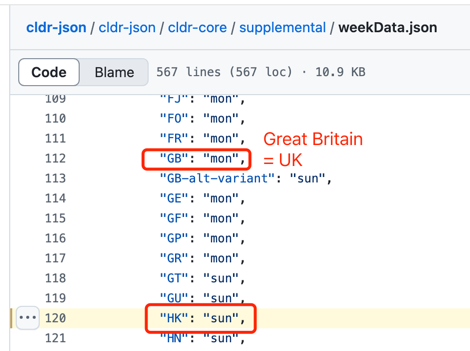 cldr-json / cldr-json / cldr-core / supplemental / weekData.json
Code Blame 567 lines (567 loc) · 10.9 KB
109 "FJ": "mon",
110 "FO": "mon",
111 "FR": "mon",
112 "GB": "mon",
Great Britain
= UK
113 "GB-alt-variant": "sun",
114 "GE": "mon",
115 "GF": "mon",
116 "GP": "mon",
117 "GR": "mon",
118 "GT": "sun",
119 "GU": "sun",
120 "HK": "sun",
121 "HN": "sun",